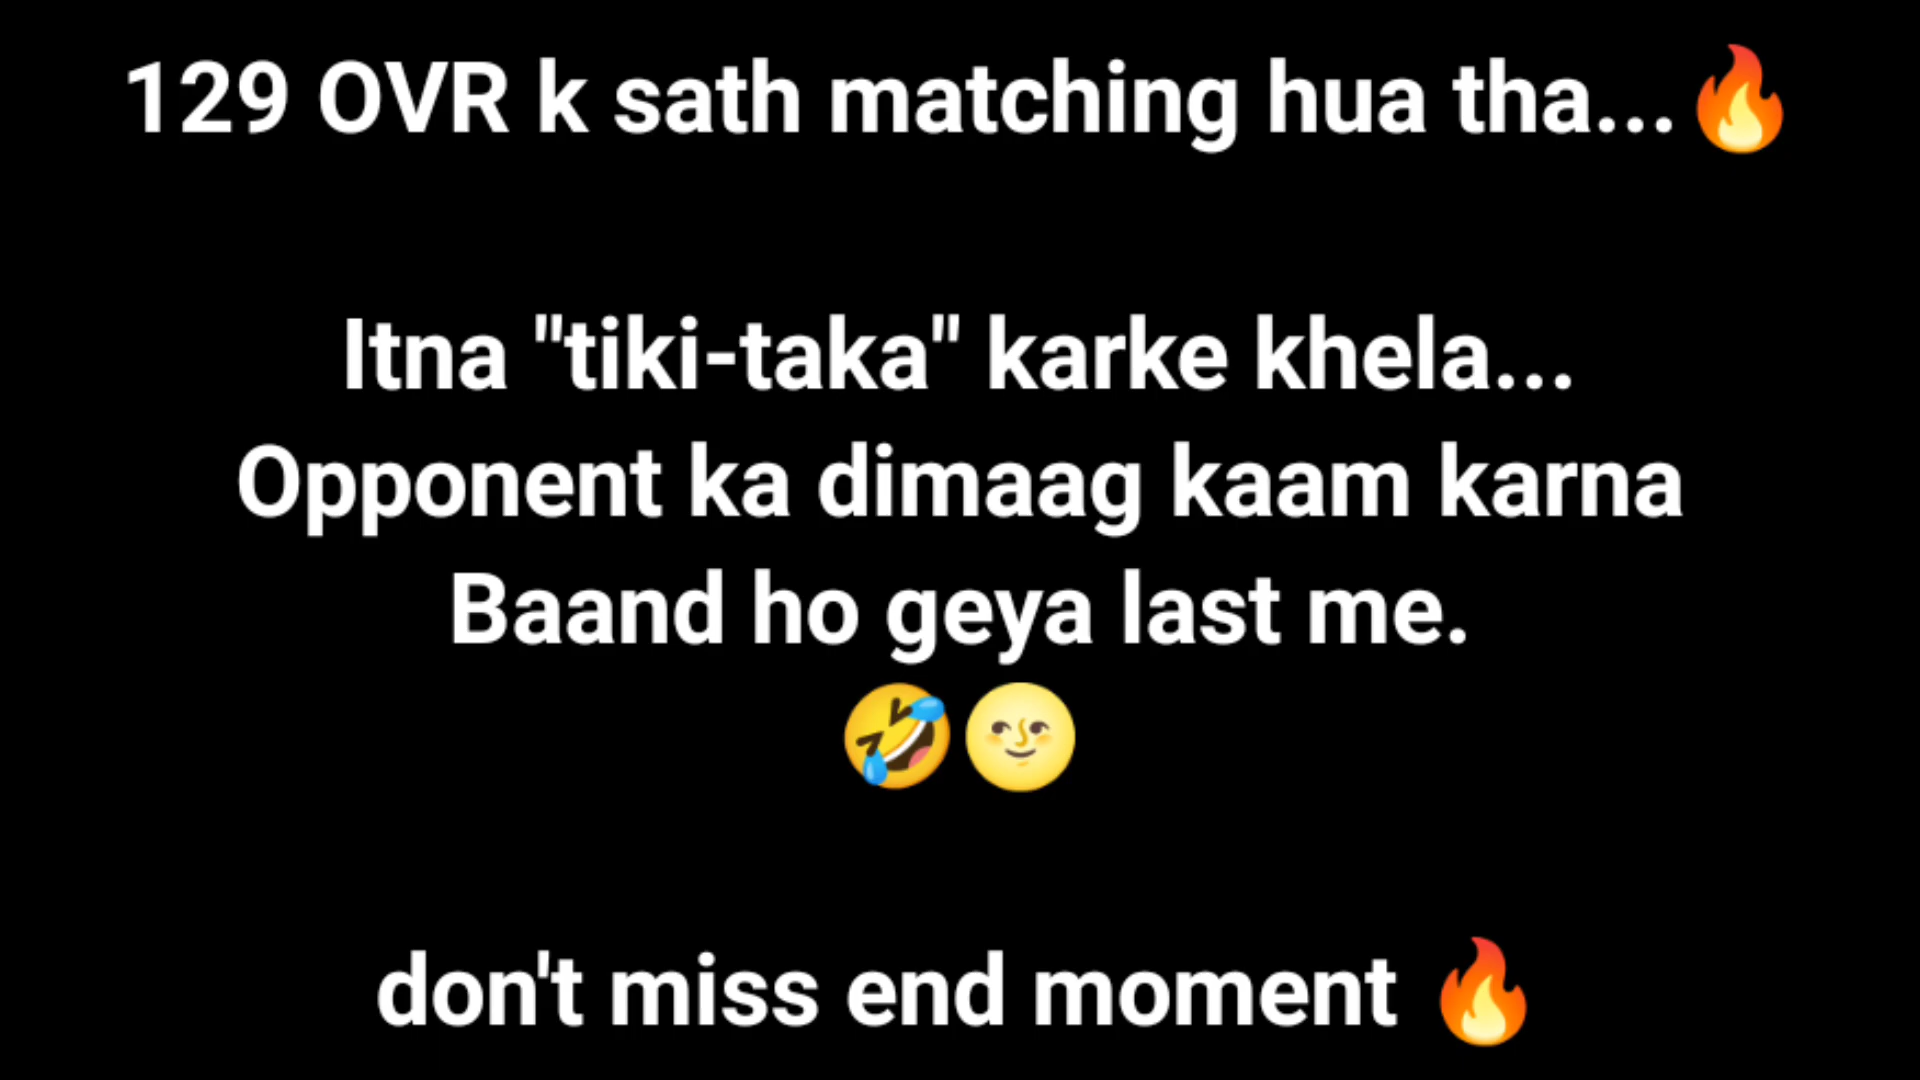 129 OVR k sath matching hua tha...🔥
Itna "tiki-taka" karke khela...
Opponent ka dimaag kaam karna
Baand ho geya last me.
🤣🌝
don't miss end moment 🔥